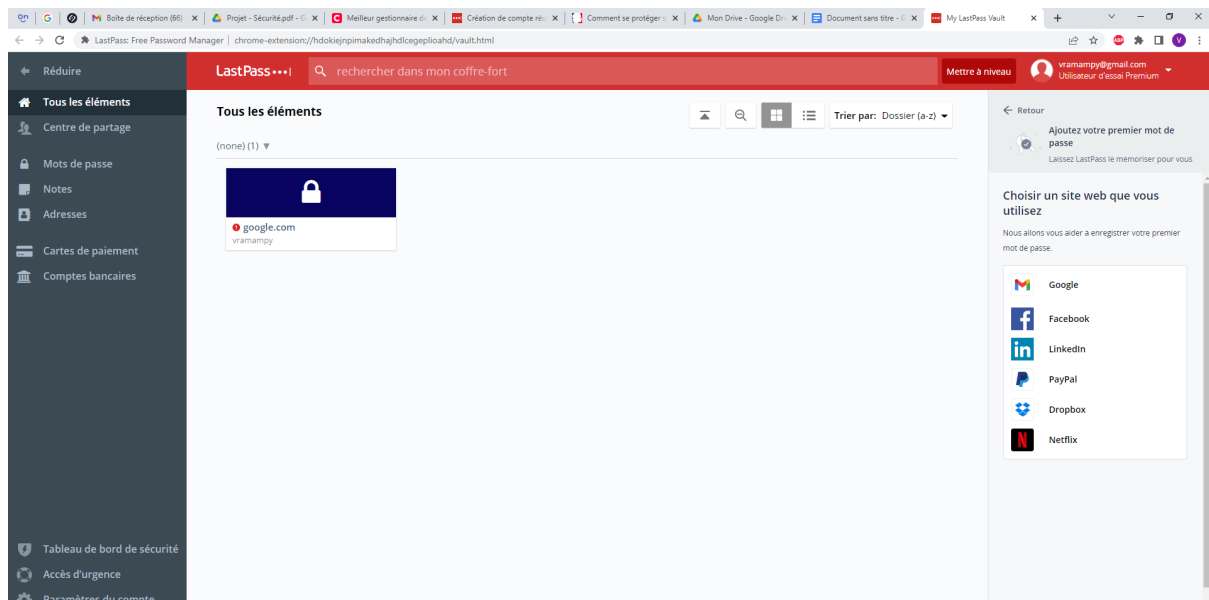 Boîte de réception (66)
Projet - Sécurité.pdf - G
Meilleur gestionnaire de
Création de compte réu
Comment se protéger s
Mon Drive - Google Dri
Document sans titre - G
My LastPass Vault
LastPass: Free Password Manager | chrome-extension://hdokiejnpimakedhajhdlcegeplioahd/vault.html
Réduire
LastPass
rechercher dans mon coffre-fort
Mettre à niveau
vramampy@gmail.com
Utilisateur d'essai Premium
Tous les éléments
Centre de partage
Mots de passe
Notes
Adresses
Cartes de paiement
Comptes bancaires
Tableau de bord de sécurité
Accès d'urgence
Paramètres du compte
Tous les éléments
Trier par: Dossier (a-z)
(none) (1)
google.com
vramampy
Retour
Ajoutez votre premier mot de
passe
Laissez LastPass le mémoriser pour vous
Choisir un site web que vous
utilisez
Nous allons vous aider à enregistrer votre premier
mot de passe.
Google
Facebook
LinkedIn
PayPal
Dropbox
Netflix